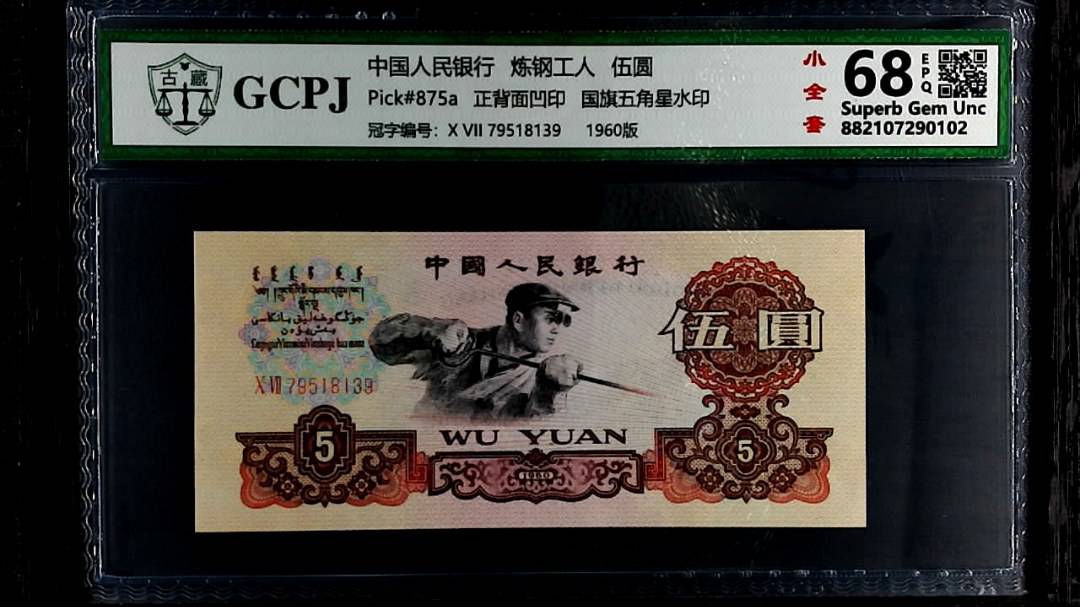 古藏
GCPJ
中国人民银行 炼钢工人 伍圆
Pick#875a 正背面凹印 国旗五角星水印
冠字编号：X VII 79518139 1960版
小全套
68
EPQ
Superb Gem Unc
882107290102
中國人民銀行
伍圓
X VII 79518139
5
WU YUAN
5
1960